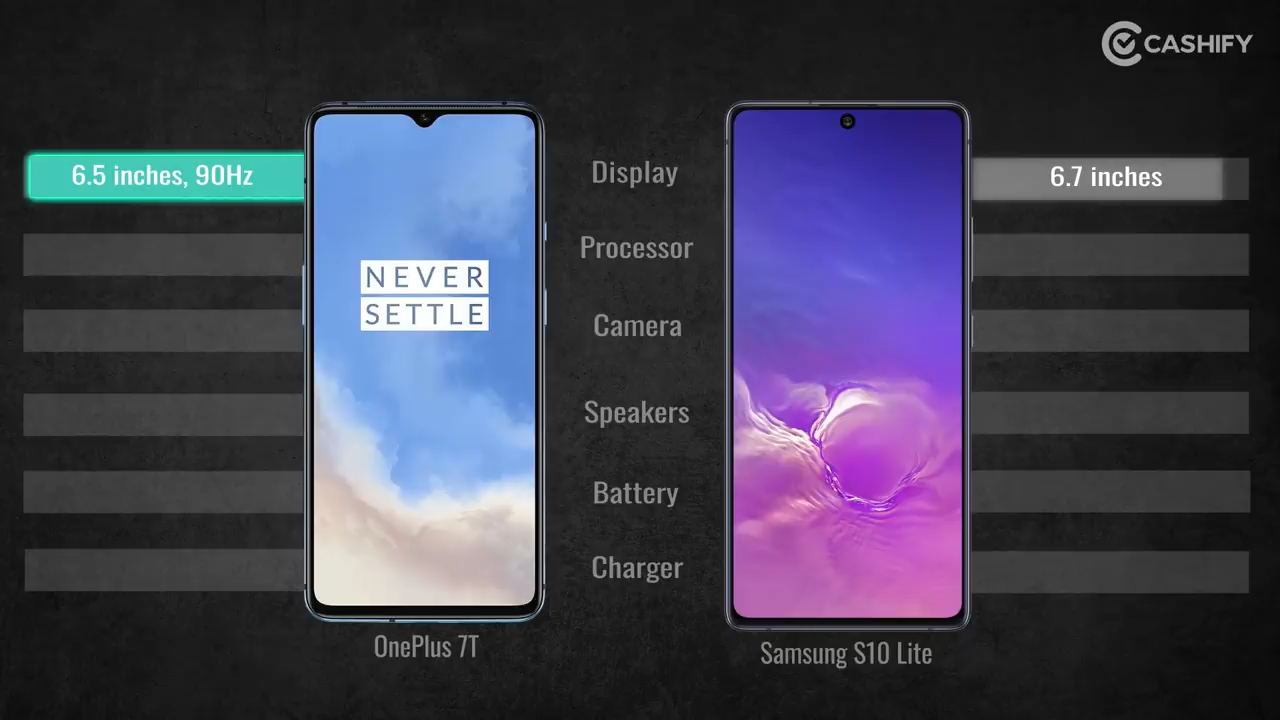 CASHIFY
6.5 inches, 90Hz
Display
6.7 inches
Processor
Camera
Speakers
Battery
Charger
NEVER
SETTLE
OnePlus 7T
Samsung S10 Lite